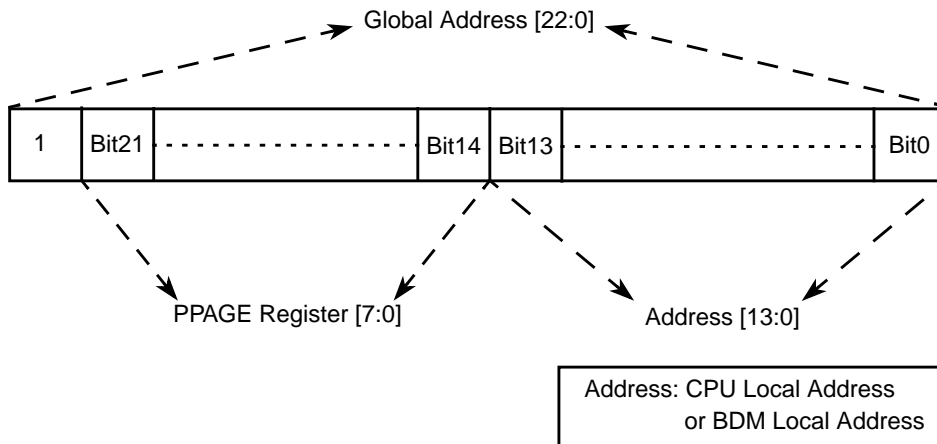 Global Address [22:0]
1 Bit21 Bit14 Bit13 Bit0
PPAGE Register [7:0]
Address [13:0]
Address: CPU Local Address
or BDM Local Address